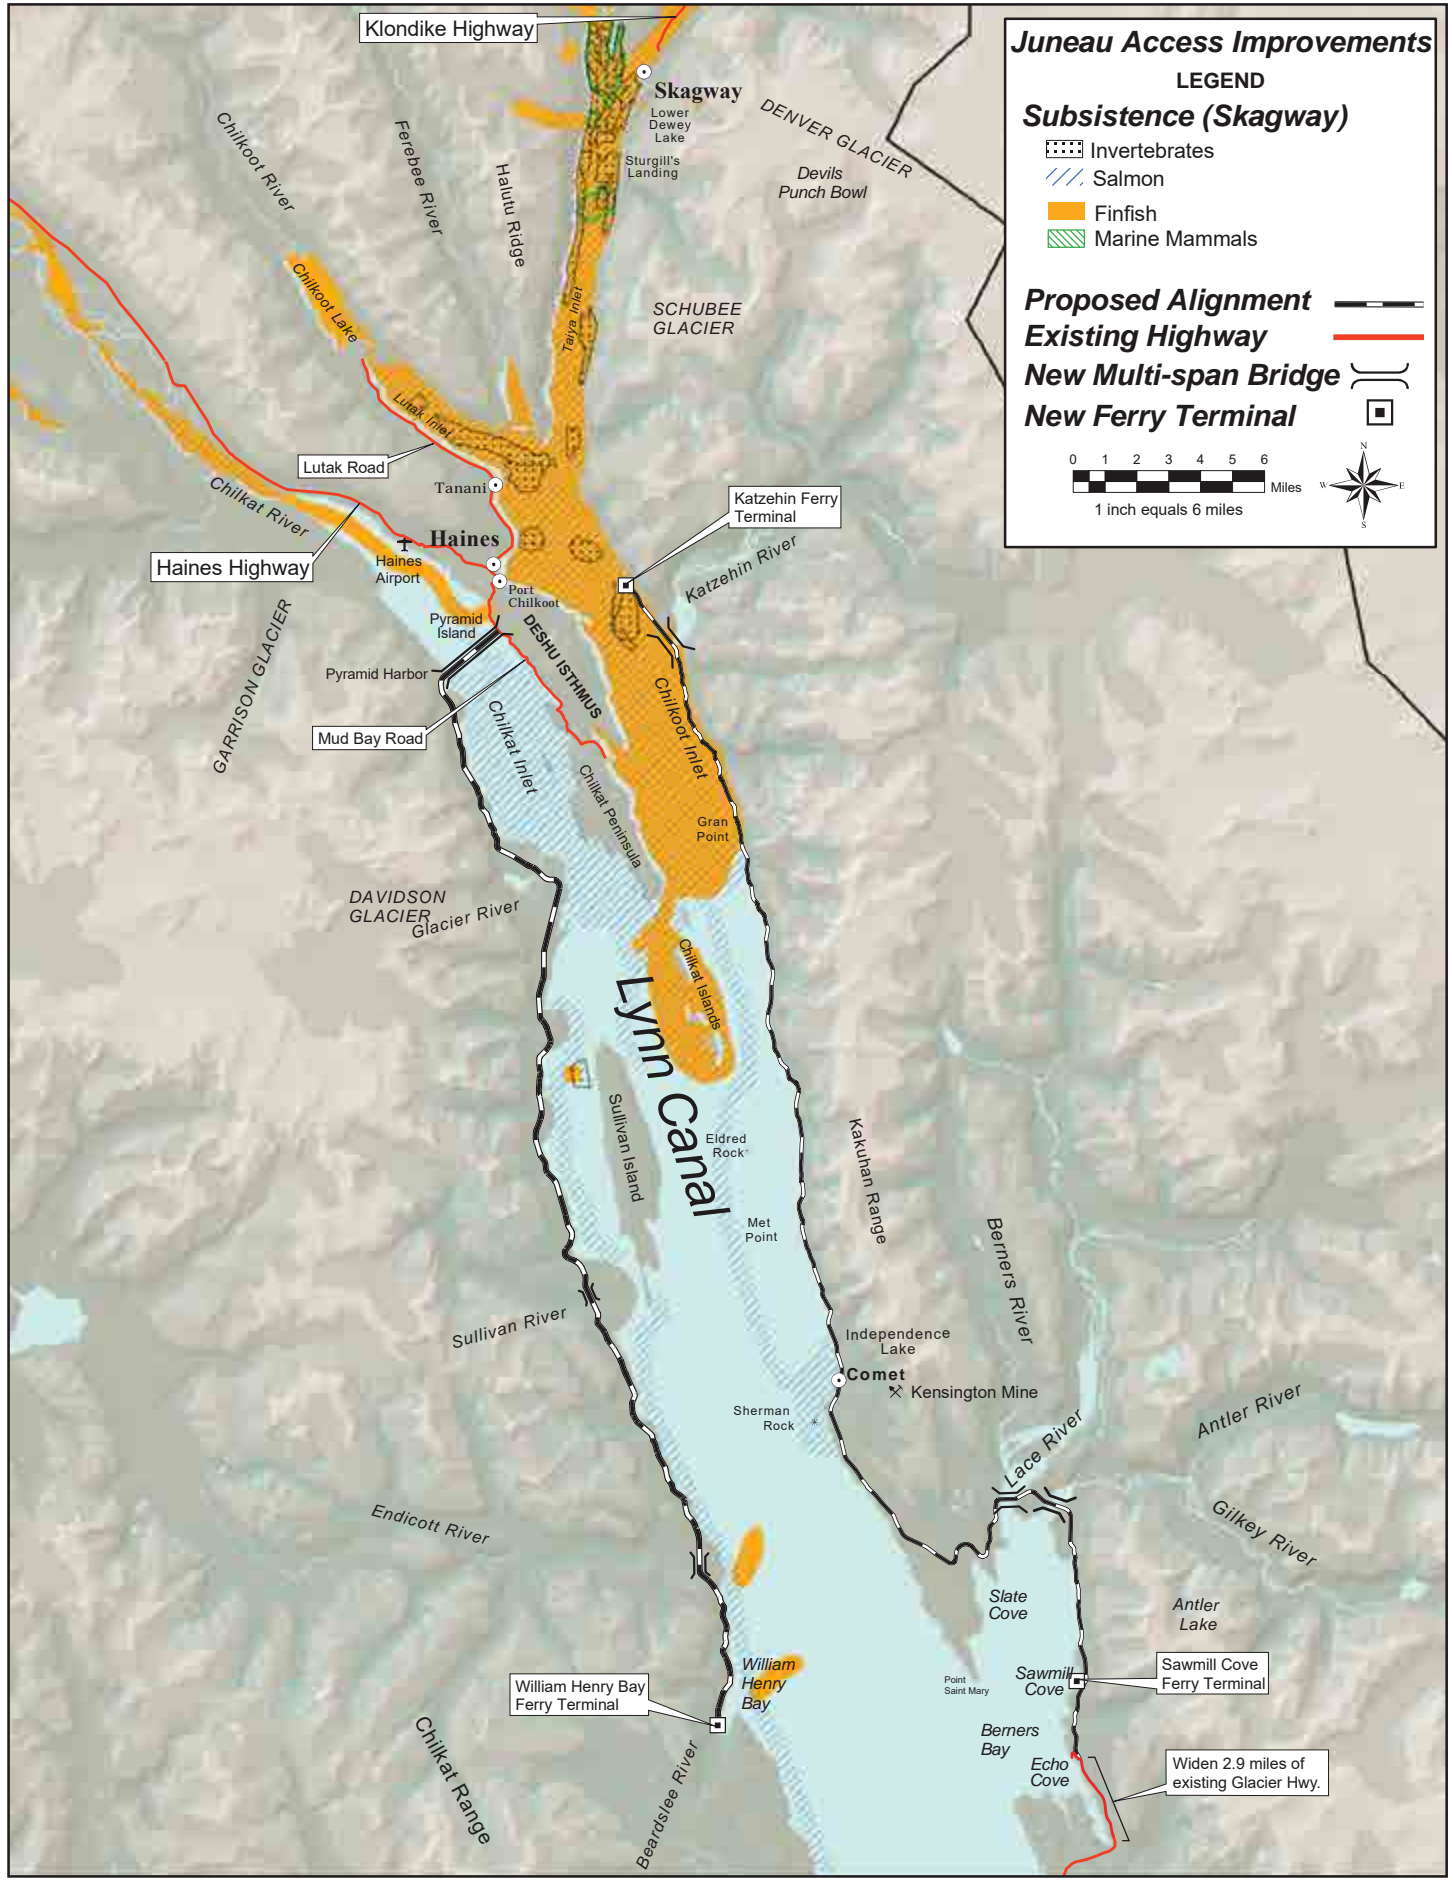 Klondike Highway
Skagway
Lower
Dewey
Lake
Sturgill's
Landing
DENVER GLACIER
Devils
Punch Bowl
Chilkoot River
Ferebee River
Halutu Ridge
Juneau Access Improvements
LEGEND
Subsistence (Skagway)
Invertebrates
Salmon
Finfish
Marine Mammals
Proposed Alignment
Existing Highway
New Multi-span Bridge
New Ferry Terminal
0 1 2 3 4 5 6
Miles
1 inch equals 6 miles
N
W
E
S
Chilkoot Lake
Taiya Inlet
SCHUBEE
GLACIER
Lutak Inlet
Lutak Road
Tanani
Chilkat River
Haines
Haines Highway
Haines
Airport
Port
Chilkoot
Katzehin Ferry
Terminal
Katzehin River
Pyramid
Island
DESHU ISTHMUS
GARRISON GLACIER
Pyramid Harbor
Mud Bay Road
Chilkat Inlet
Chilkoot Inlet
Chilkat Peninsula
Gran
Point
DAVIDSON
GLACIER
Glacier River
Chilkat Islands
Lynn Canal
Sullivan Island
Eldred
Rock
Met
Point
Kakuhan Range
Berners River
Sullivan River
Independence
Lake
Comet
Kensington Mine
Sherman
Rock
Lace River
Antler River
Gilkey River
Endicott River
Slate
Cove
Antler
Lake
William Henry Bay
Ferry Terminal
William
Henry
Bay
Point
Saint Mary
Sawmill
Cove
Sawmill Cove
Ferry Terminal
Berners
Bay
Echo
Cove
Widen 2.9 miles of
existing Glacier Hwy.
Chilkat Range
Beardslee River